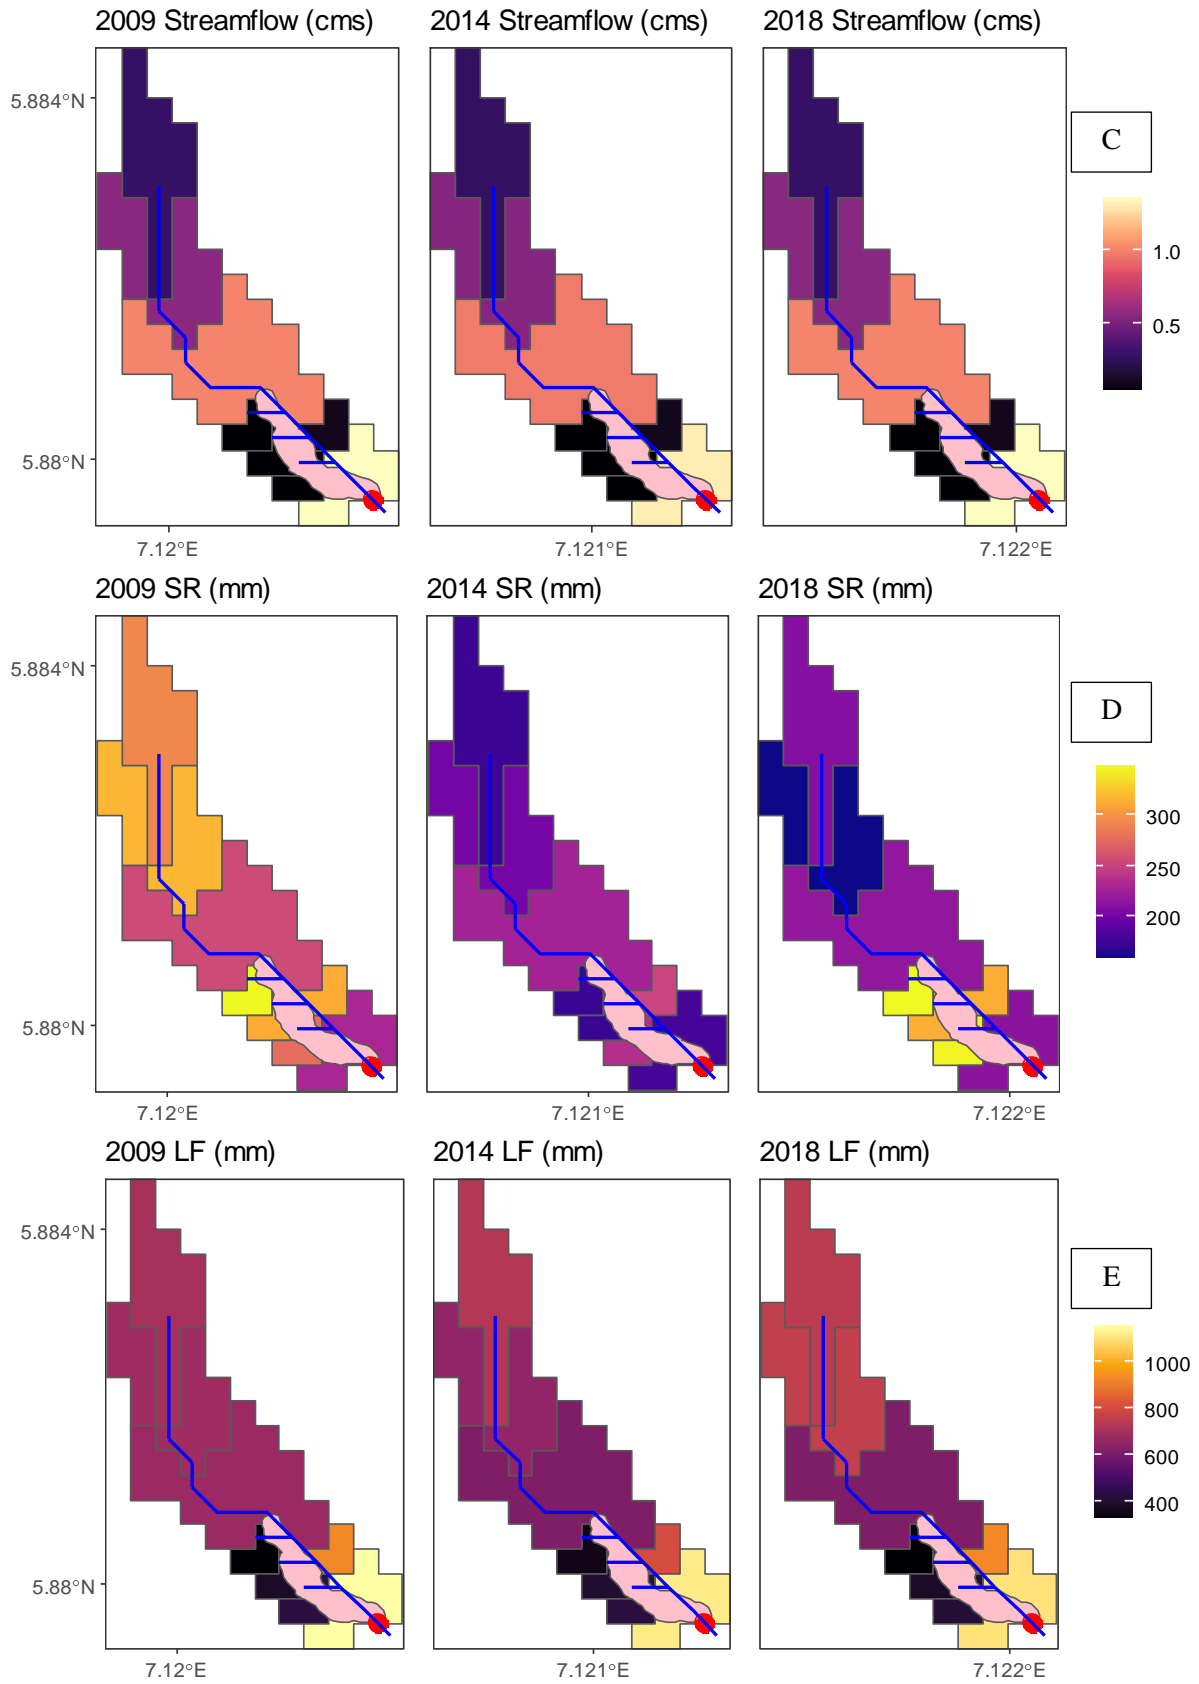 2009 Streamflow (cms) 2014 Streamflow (cms) 2018 Streamflow (cms)
5.884°N
C
1.0
0.5
5.88°N
7.12°E 7.121°E 7.122°E
2009 SR (mm) 2014 SR (mm) 2018 SR (mm)
5.884°N
D
300
250
200
5.88°N
7.12°E 7.121°E 7.122°E
2009 LF (mm) 2014 LF (mm) 2018 LF (mm)
5.884°N
E
1000
800
600
400
5.88°N
7.12°E 7.121°E 7.122°E